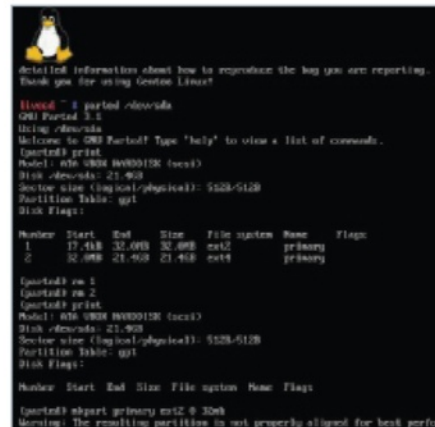 detailed information about how to reproduce the bug you are reporting.
Thank you for using Gentoo Linux!
livecd ~ # parted /dev/sda
GNU Parted 3.1
Using /dev/sda
Welcome to GNU Parted! Type 'help' to view a list of commands.
(parted) print
Model: ATA VBOX HARDDISK (scsi)
Disk /dev/sda: 21.4GB
Sector size (logical/physical): 512B/512B
Partition Table: gpt
Disk Flags:
Number Start End Size File system Name Flags
1 17.4kB 32.0MB 32.0MB ext2 primary
2 32.0MB 21.4GB 21.4GB ext4 primary
(parted) rm 1
(parted) rm 2
(parted) print
Model: ATA VBOX HARDDISK (scsi)
Disk /dev/sda: 21.4GB
Sector size (logical/physical): 512B/512B
Partition Table: gpt
Disk Flags:
Number Start End Size File system Name Flags
(parted) mkpart primary ext2 0 32mb
Warning: The resulting partition is not properly aligned for best perfo